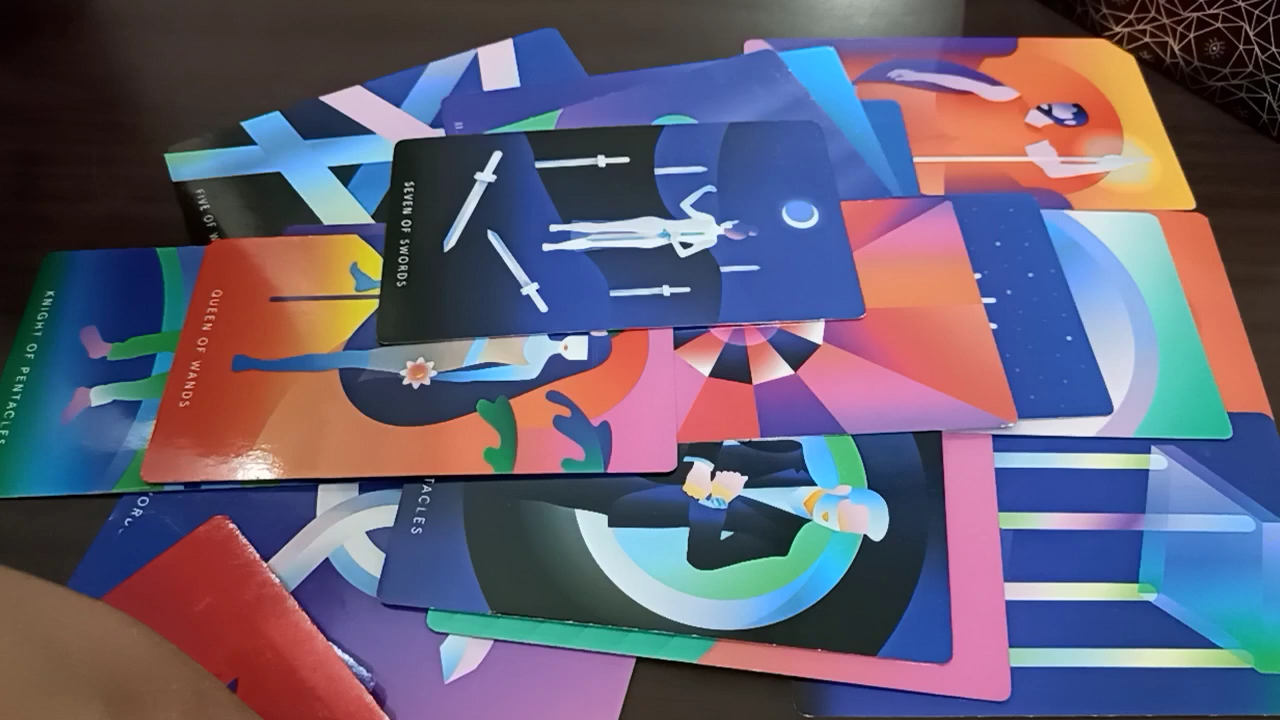 FIVE OF
SEVEN OF SWORDS
KNIGHT OF PENTACLES
QUEEN OF WANDS
TACLES